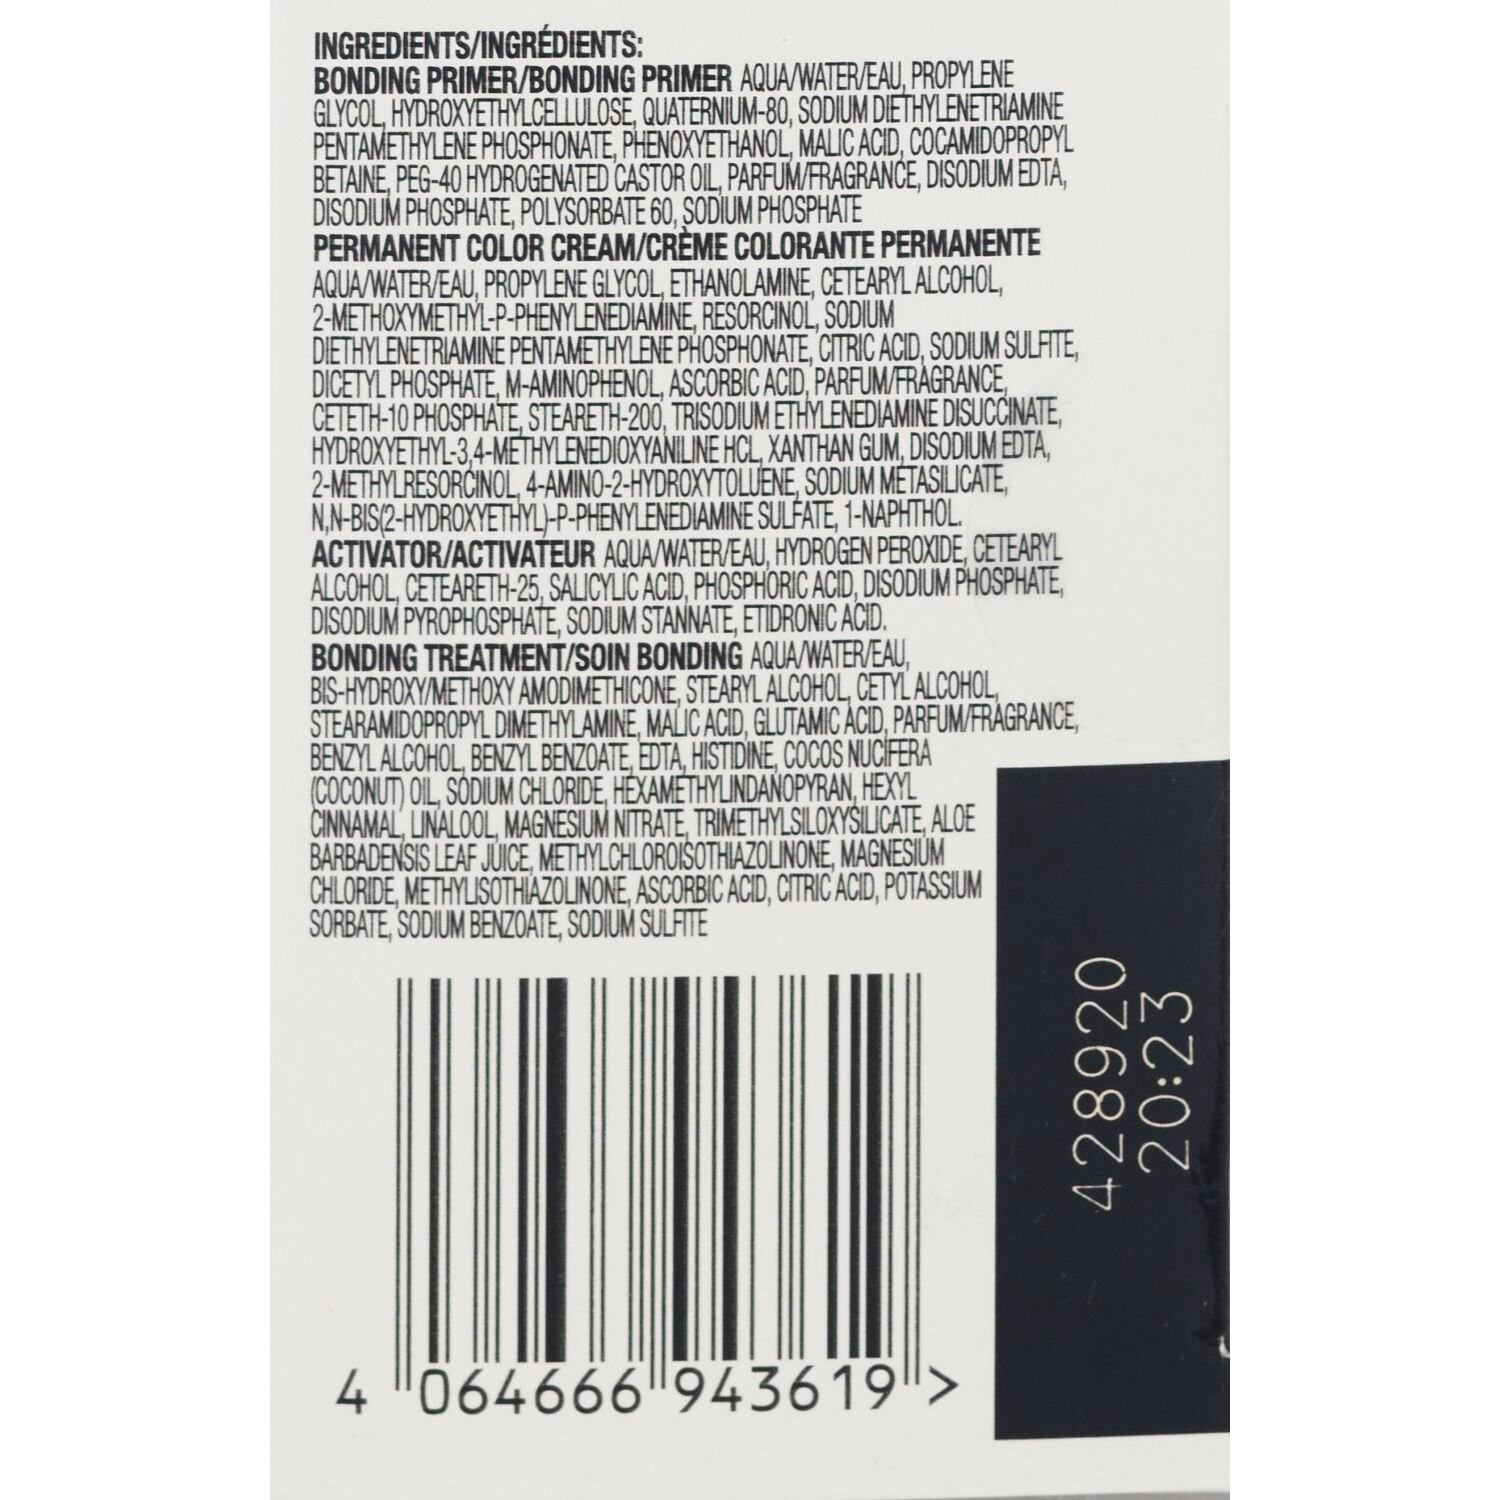 INGREDIENTS/INGRÉDIENTS:
BONDING PRIMER/BONDING PRIMER AQUA/WATER/EAU, PROPYLENE
GLYCOL, HYDROXYETHYLCELLULOSE, QUATERNIUM-80, SODIUM DIETHYLENETRIAMINE
PENTAMETHYLENE PHOSPHONATE, PHENOXYETHANOL, MALIC ACID, COCAMIDOPROPYL
BETAINE, PEG-40 HYDROGENATED CASTOR OIL, PARFUM/FRAGRANCE, DISODIUM EDTA,
DISODIUM PHOSPHATE, POLYSORBATE 60, SODIUM PHOSPHATE
PERMANENT COLOR CREAM/CRÈME COLORANTE PERMANENTE
AQUA/WATER/EAU, PROPYLENE GLYCOL, ETHANOLAMINE, CETEARYL ALCOHOL,
2-METHOXYMETHYL-P-PHENYLENEDIAMINE, RESORCINOL, SODIUM
DIETHYLENETRIAMINE PENTAMETHYLENE PHOSPHONATE, CITRIC ACID, SODIUM SULFITE,
DICETYL PHOSPHATE, M-AMINOPHENOL, ASCORBIC ACID, PARFUM/FRAGRANCE,
CETETH-10 PHOSPHATE, STEARETH-200, TRISODIUM ETHYLENEDIAMINE DISUCCINATE,
HYDROXYETHYL-3,4-METHYLENEDIOXYANILINE HCL, XANTHAN GUM, DISODIUM EDTA,
2-METHYLRESORCINOL, 4-AMINO-2-HYDROXYTOLUENE, SODIUM METASILICATE,
N,N-BIS(2-HYDROXYETHYL)-P-PHENYLENEDIAMINE SULFATE, 1-NAPHTHOL.
ACTIVATOR/ACTIVATEUR AQUA/WATER/EAU, HYDROGEN PEROXIDE, CETEARYL
ALCOHOL, CETEARETH-25, SALICYLIC ACID, PHOSPHORIC ACID, DISODIUM PHOSPHATE,
DISODIUM PYROPHOSPHATE, SODIUM STANNATE, ETIDRONIC ACID.
BONDING TREATMENT/SOIN BONDING AQUA/WATER/EAU,
BIS-HYDROXY/METHOXY AMODIMETHICONE, STEARYL ALCOHOL, CETYL ALCOHOL,
STEARAMIDOPROPYL DIMETHYLAMINE, MALIC ACID, GLUTAMIC ACID, PARFUM/FRAGRANCE,
BENZYL ALCOHOL, BENZYL BENZOATE, EDTA, HISTIDINE, COCOS NUCIFERA
(COCONUT) OIL, SODIUM CHLORIDE, HEXAMETHYLINDANOPYRAN, HEXYL
CINNAMAL, LINALOOL, MAGNESIUM NITRATE, TRIMETHYLSILOXYSILICATE, ALOE
BARBADENSIS LEAF JUICE, METHYLCHLOROISOTHIAZOLINONE, MAGNESIUM
CHLORIDE, METHYLISOTHIAZOLINONE, ASCORBIC ACID, CITRIC ACID, POTASSIUM
SORBATE, SODIUM BENZOATE, SODIUM SULFITE
4 064666 943619 >
428920
20:23